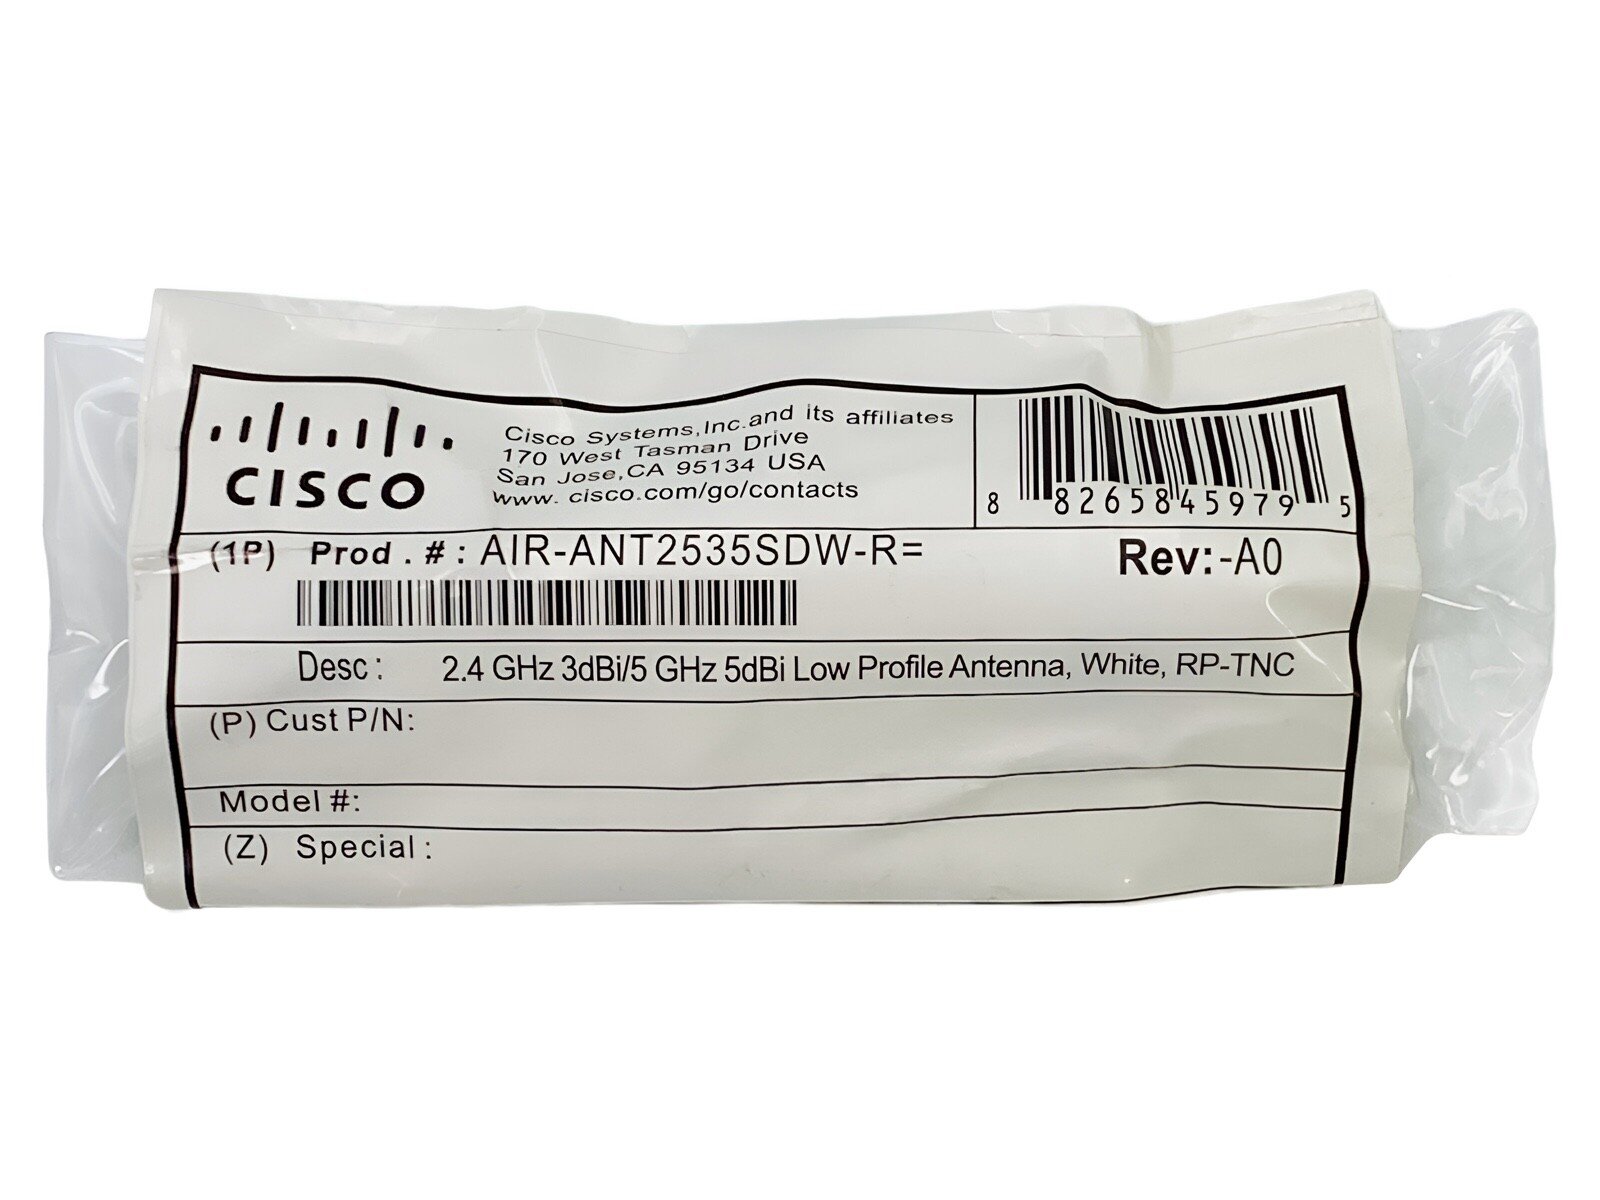 CISCO
Cisco Systems,Inc.and its affiliates
170 West Tasman Drive
San Jose,CA 95134 USA
www. cisco.com/go/contacts
8 82658 45979 5
(1P) Prod . # : AIR-ANT2535SDW-R=
Rev:-A0
Desc : 2.4 GHz 3dBi/5 GHz 5dBi Low Profile Antenna, White, RP-TNC
(P) Cust P/N:
Model #:
(Z) Special :